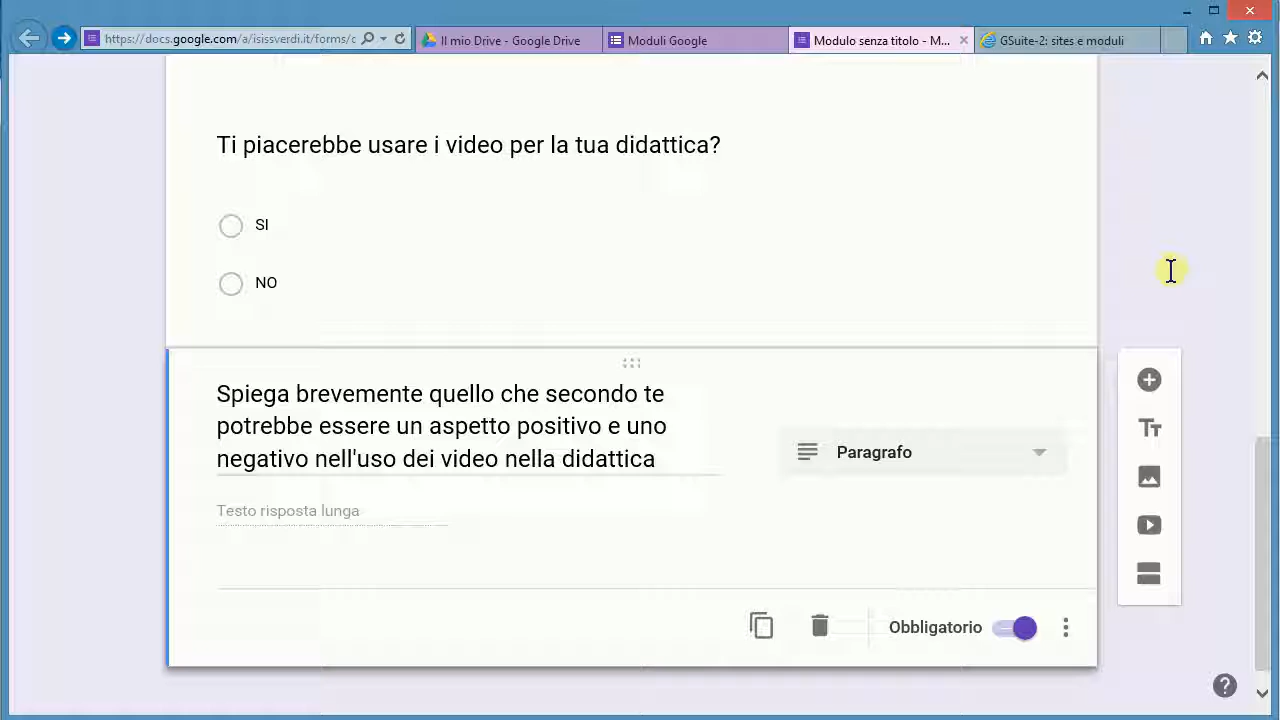 https://docs.google.com/a/isissverdi.it/forms/c
Il mio Drive - Google Drive
Moduli Google
Modulo senza titolo - M...
GSuite-2: sites e moduli
Ti piacerebbe usare i video per la tua didattica?
SI
NO
Spiega brevemente quello che secondo te
potrebbe essere un aspetto positivo e uno
negativo nell'uso dei video nella didattica
Paragrafo
Testo risposta lunga
Obbligatorio